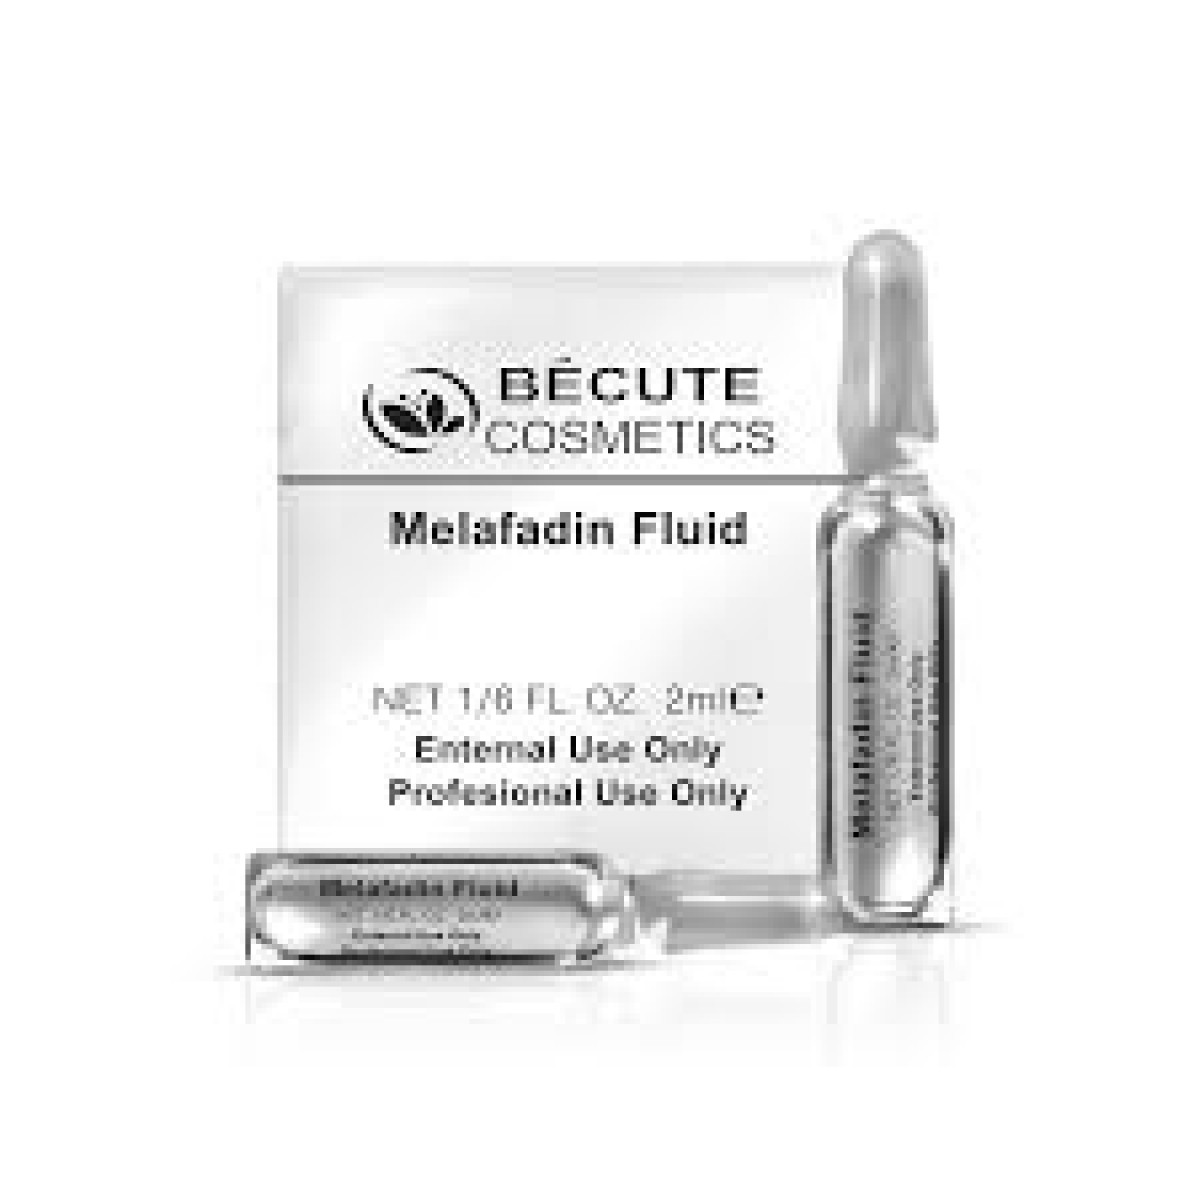 BÉCUTE
COSMETICS
Melafadin Fluid
NET 1/6 FL. OZ. 2ml℮
Enternal Use Only
Profesional Use Only
Melafadin Fluid
Melafadin Fluid